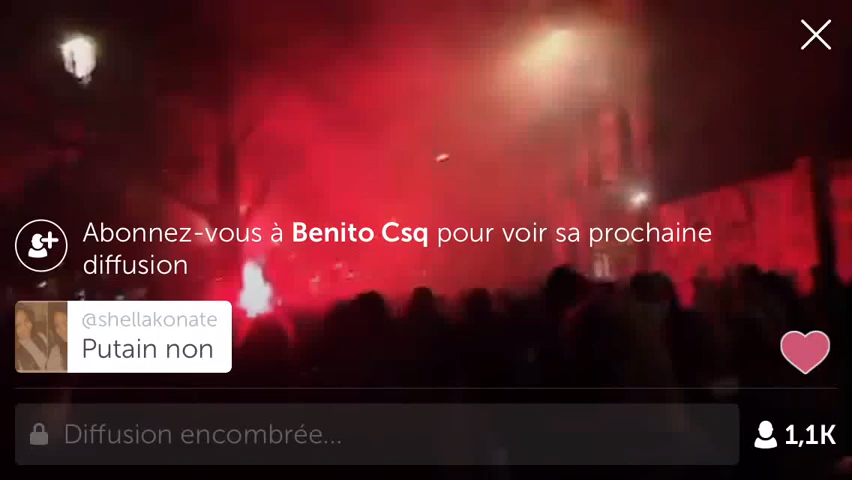 Abonnez-vous à Benito Csq pour voir sa prochaine
diffusion
@shellakonate
Putain non
Diffusion encombrée...
1,1K